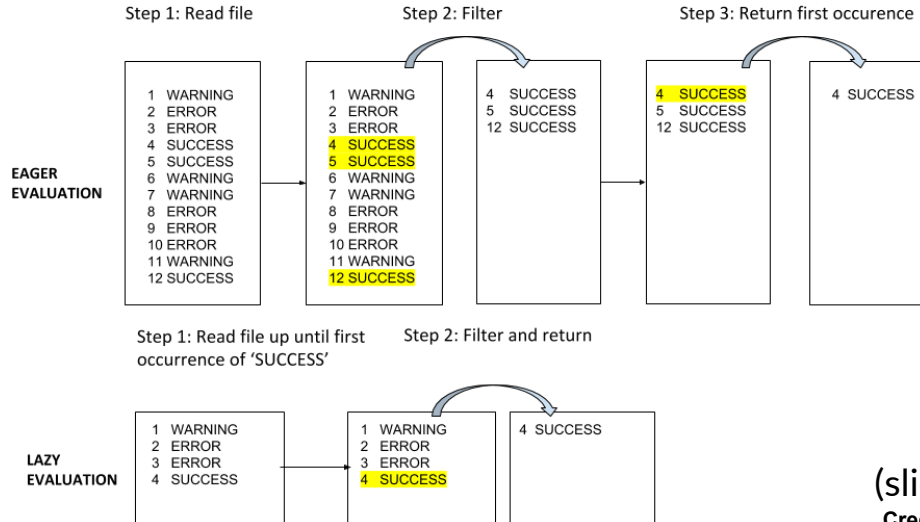 Step 1: Read file
Step 2: Filter
Step 3: Return first occurence
EAGER
EVALUATION
1 WARNING
2 ERROR
3 ERROR
4 SUCCESS
5 SUCCESS
6 WARNING
7 WARNING
8 ERROR
9 ERROR
10 ERROR
11 WARNING
12 SUCCESS
1 WARNING
2 ERROR
3 ERROR
4 SUCCESS
5 SUCCESS
6 WARNING
7 WARNING
8 ERROR
9 ERROR
10 ERROR
11 WARNING
12 SUCCESS
4 SUCCESS
5 SUCCESS
12 SUCCESS
4 SUCCESS
5 SUCCESS
12 SUCCESS
4 SUCCESS
Step 1: Read file up until first
occurrence of ‘SUCCESS’
Step 2: Filter and return
LAZY
EVALUATION
1 WARNING
2 ERROR
3 ERROR
4 SUCCESS
1 WARNING
2 ERROR
3 ERROR
4 SUCCESS
4 SUCCESS